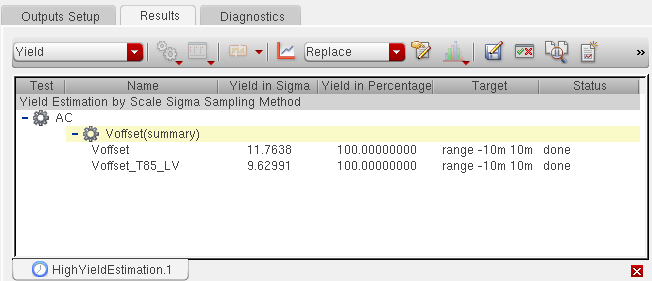 Outputs Setup Results Diagnostics
Yield Replace »
Test Name Yield in Sigma Yield in Percentage Target Status
Yield Estimation by Scale Sigma Sampling Method
AC
Voffset(summary)
Voffset 11.7638 100.00000000 range -10m 10m done
Voffset_T85_LV 9.62991 100.00000000 range -10m 10m done
HighYieldEstimation.1